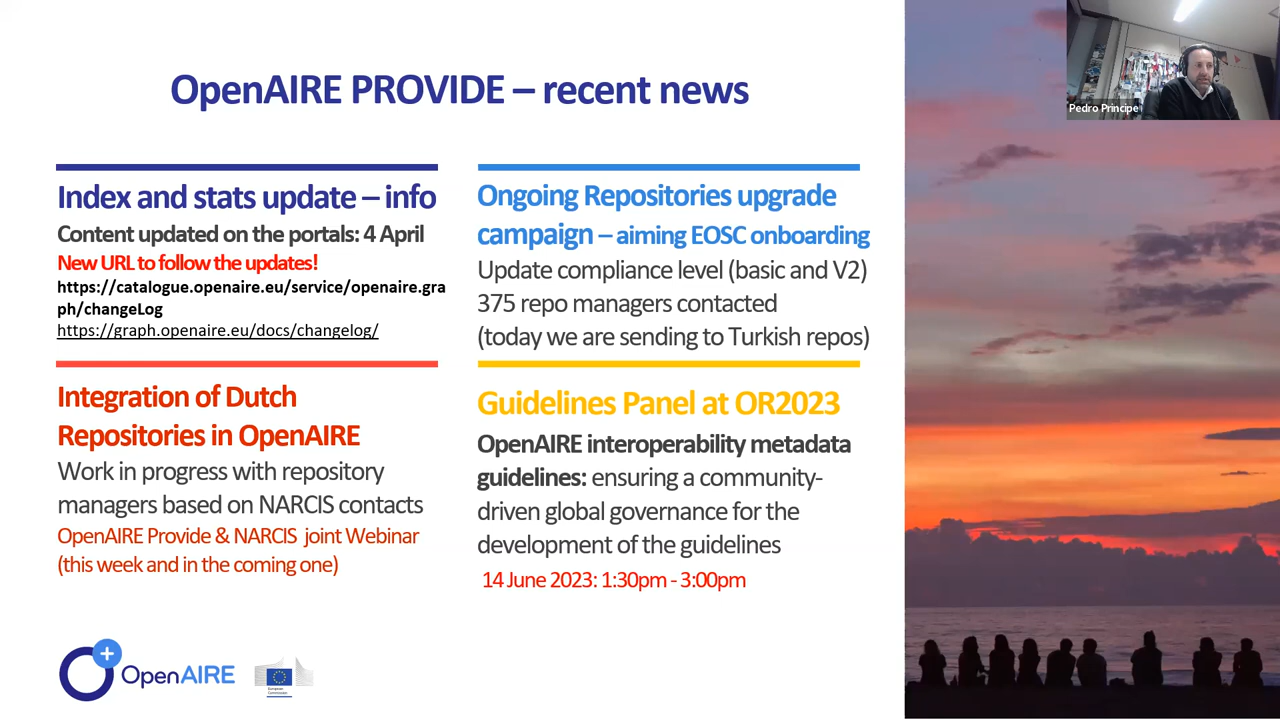 OpenAIRE PROVIDE – recent news
Pedro Principe
Index and stats update – info
Content updated on the portals: 4 April
New URL to follow the updates!
https://catalogue.openaire.eu/service/openaire.gra
ph/changeLog
https://graph.openaire.eu/docs/changelog/
Ongoing Repositories upgrade
campaign – aiming EOSC onboarding
Update compliance level (basic and V2)
375 repo managers contacted
(today we are sending to Turkish repos)
Integration of Dutch
Repositories in OpenAIRE
Work in progress with repository
managers based on NARCIS contacts
OpenAIRE Provide & NARCIS joint Webinar
(this week and in the coming one)
Guidelines Panel at OR2023
OpenAIRE interoperability metadata
guidelines: ensuring a community-
driven global governance for the
development of the guidelines
14 June 2023: 1:30pm - 3:00pm
OpenAIRE
European
Commission